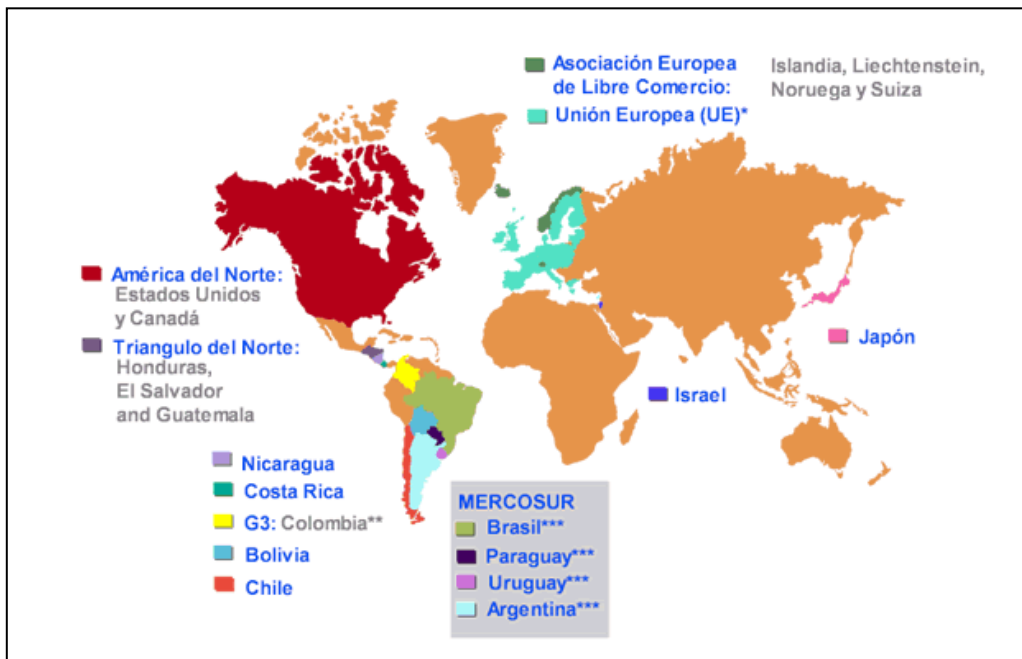 Asociación Europea
de Libre Comercio:
Islandia, Liechtenstein,
Noruega y Suiza
Unión Europea (UE)*
América del Norte:
Estados Unidos
y Canadá
Triangulo del Norte:
Honduras,
El Salvador
and Guatemala
Japón
Israel
Nicaragua
Costa Rica
G3: Colombia**
Bolivia
Chile
MERCOSUR
Brasil***
Paraguay***
Uruguay***
Argentina***